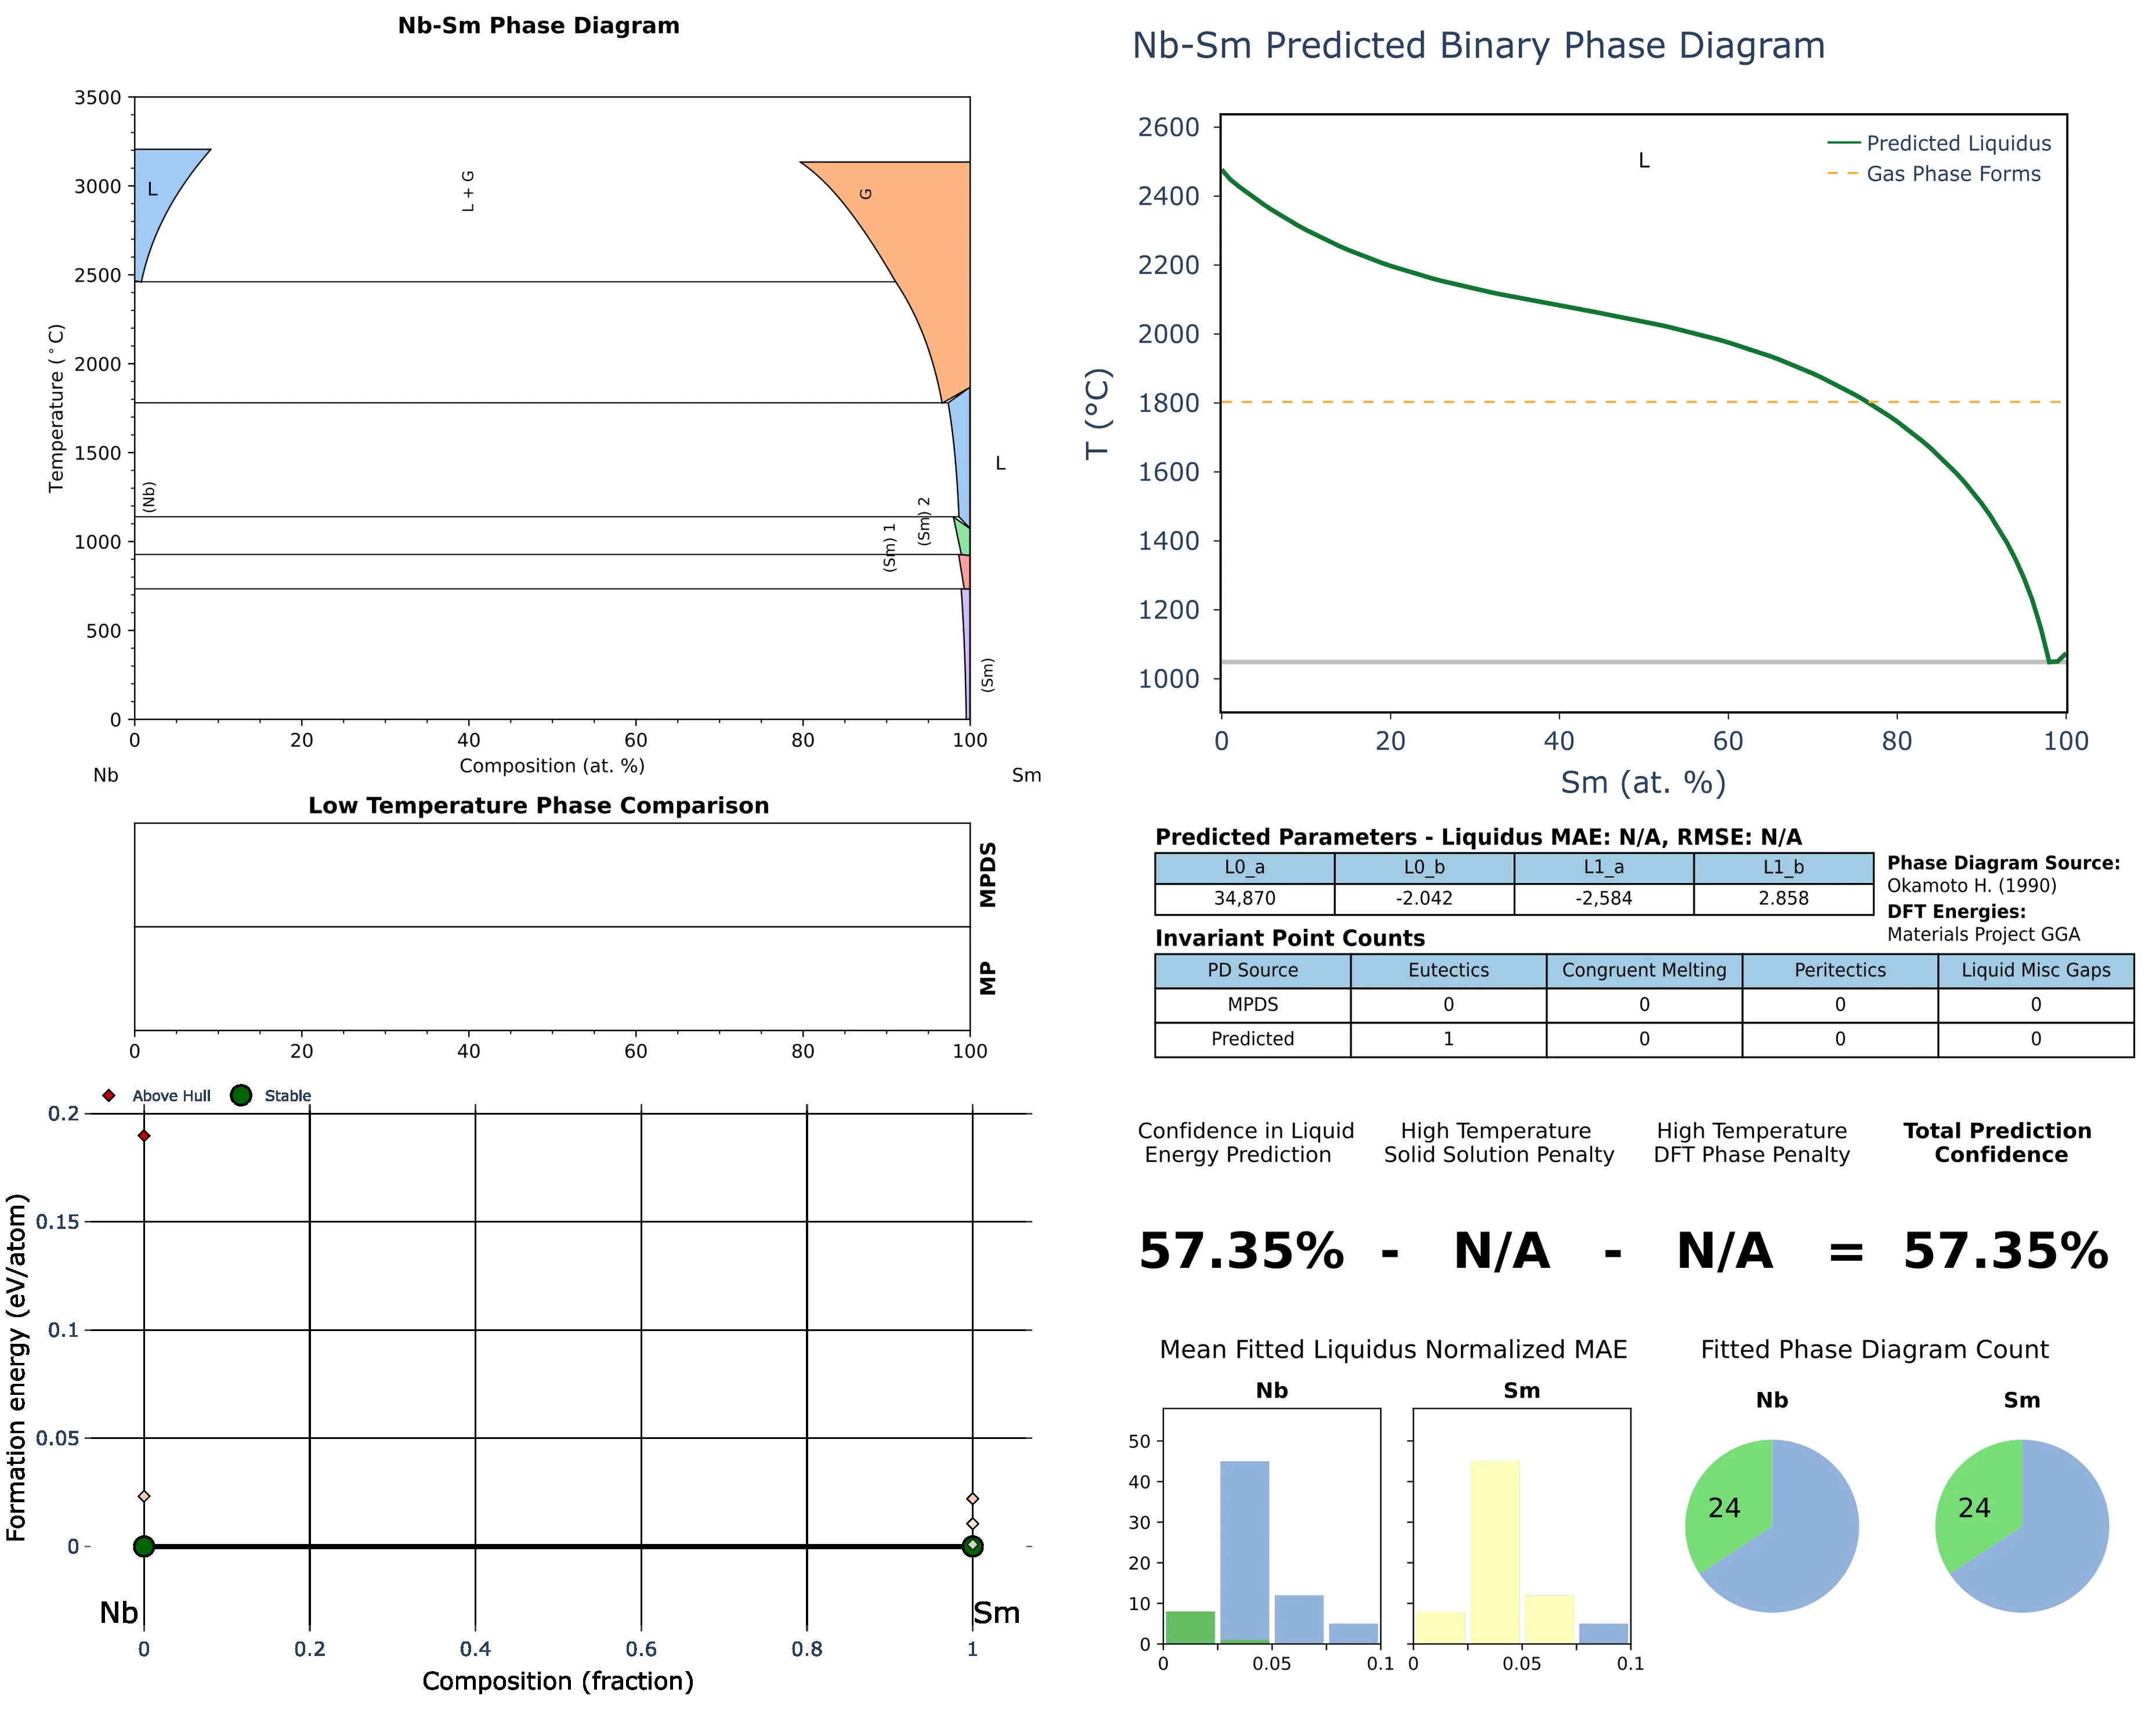 Nb-Sm Phase Diagram
3500
3000
2500
2000
1500
1000
500
0
Temperature (°C)
L
L + G
G
L
(Nb)
(Sm) 1
(Sm) 2
(Sm)
0 20 40 60 80 100
Composition (at. %)
Nb Sm
Low Temperature Phase Comparison
MPDS
MP
0 20 40 60 80 100
Above Hull Stable
0.2
0.15
0.1
0.05
0
Formation energy (eV/atom)
Nb Sm
0 0.2 0.4 0.6 0.8 1
Composition (fraction)
Nb-Sm Predicted Binary Phase Diagram
2600
2400
2200
2000
1800
1600
1400
1200
1000
T (°C)
L
Predicted Liquidus
Gas Phase Forms
0 20 40 60 80 100
Sm (at. %)
Predicted Parameters - Liquidus MAE: N/A, RMSE: N/A
L0_a L0_b L1_a L1_b
34,870 -2.042 -2,584 2.858
Phase Diagram Source:
Okamoto H. (1990)
DFT Energies:
Materials Project GGA
Invariant Point Counts
PD Source Eutectics Congruent Melting Peritectics Liquid Misc Gaps
MPDS 0 0 0 0
Predicted 1 0 0 0
Confidence in Liquid
Energy Prediction
High Temperature
Solid Solution Penalty
High Temperature
DFT Phase Penalty
Total Prediction
Confidence
57.35% - N/A - N/A = 57.35%
Mean Fitted Liquidus Normalized MAE
Nb Sm
50
40
30
20
10
0
0 0.05 0.1
0 0.05 0.1
Fitted Phase Diagram Count
Nb Sm
24 24